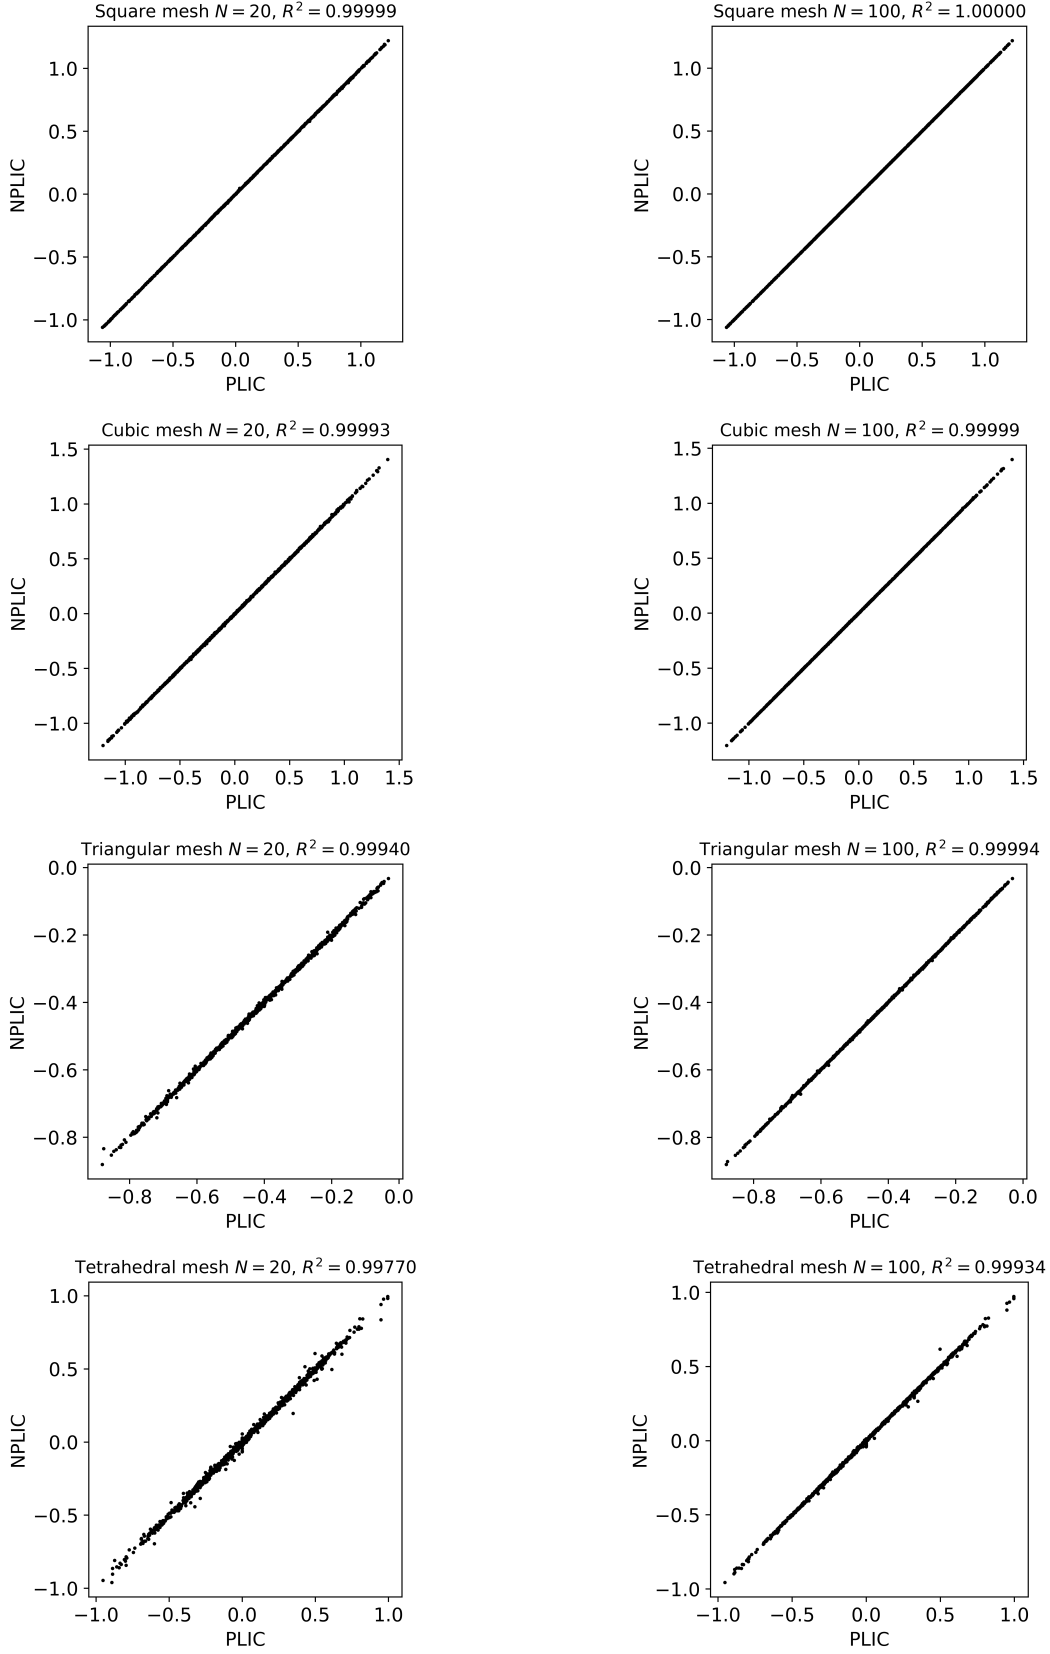 Square mesh N = 20, R² = 0.99999
1.0
0.5
0.0
−0.5
−1.0
NPLIC
−1.0 −0.5 0.0 0.5 1.0
PLIC
Square mesh N = 100, R² = 1.00000
1.0
0.5
0.0
−0.5
−1.0
NPLIC
−1.0 −0.5 0.0 0.5 1.0
PLIC
Cubic mesh N = 20, R² = 0.99993
1.5
1.0
0.5
0.0
−0.5
−1.0
NPLIC
−1.0 −0.5 0.0 0.5 1.0 1.5
PLIC
Cubic mesh N = 100, R² = 0.99999
1.5
1.0
0.5
0.0
−0.5
−1.0
NPLIC
−1.0 −0.5 0.0 0.5 1.0 1.5
PLIC
Triangular mesh N = 20, R² = 0.99940
0.0
−0.2
−0.4
−0.6
−0.8
NPLIC
−0.8 −0.6 −0.4 −0.2 0.0
PLIC
Triangular mesh N = 100, R² = 0.99994
0.0
−0.2
−0.4
−0.6
−0.8
NPLIC
−0.8 −0.6 −0.4 −0.2 0.0
PLIC
Tetrahedral mesh N = 20, R² = 0.99770
1.0
0.5
0.0
−0.5
−1.0
NPLIC
−1.0 −0.5 0.0 0.5 1.0
PLIC
Tetrahedral mesh N = 100, R² = 0.99934
1.0
0.5
0.0
−0.5
−1.0
NPLIC
−1.0 −0.5 0.0 0.5 1.0
PLIC